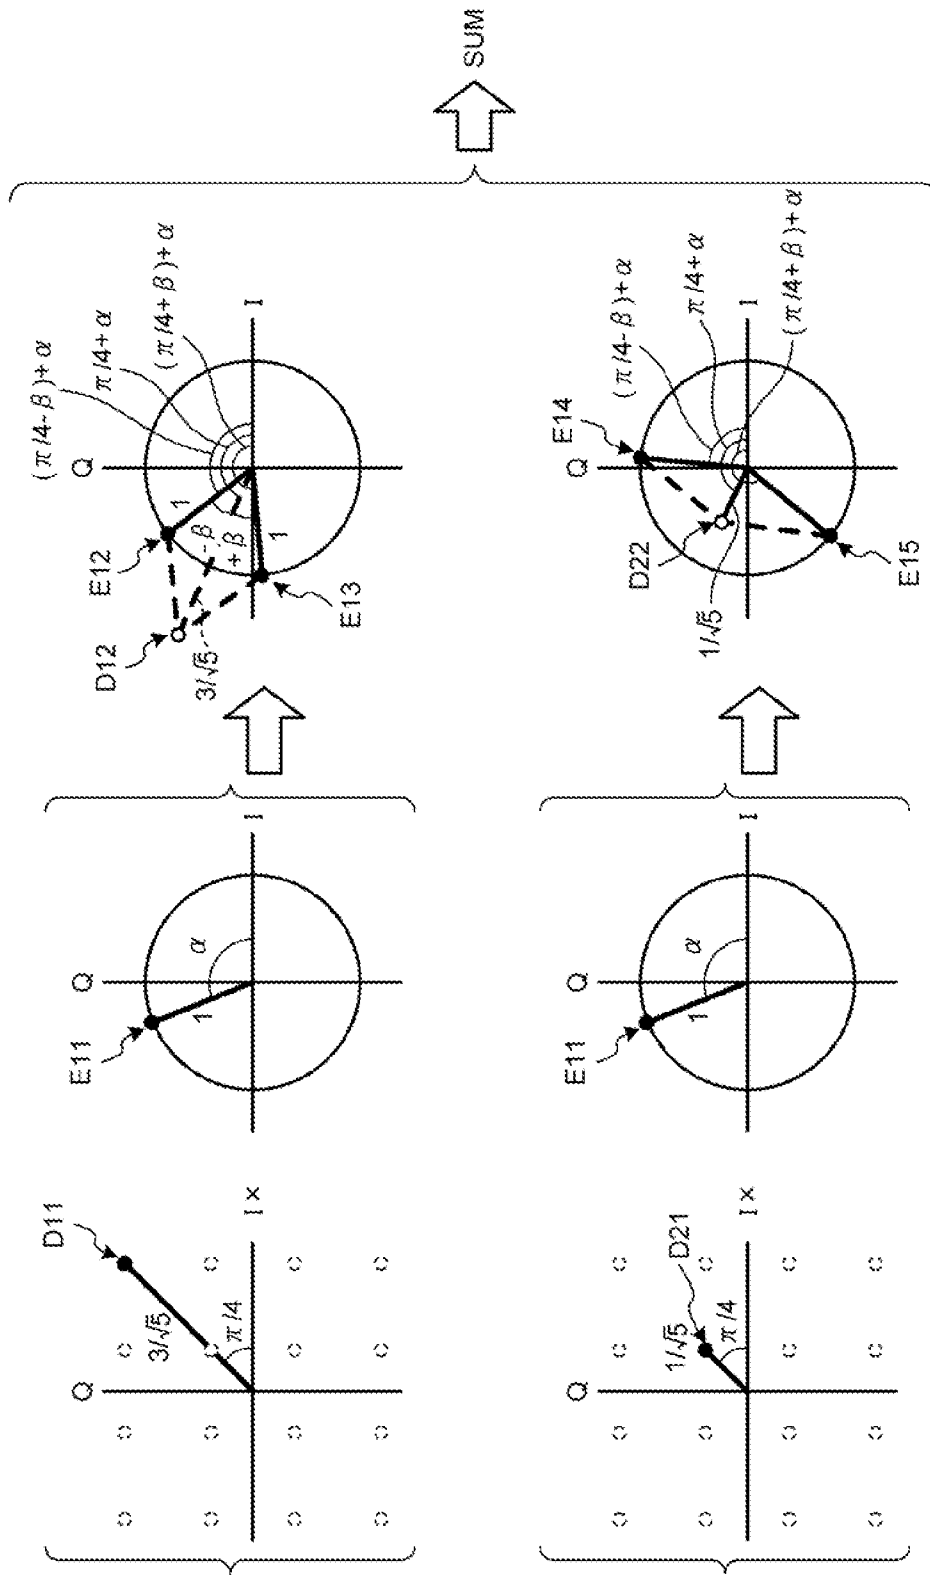 Q
D11
3/√5
π/4
I
×
Q
E11
1
α
I
Q
(π/4-β)+α
π/4+α
(π/4+β)+α
E12
1
-β
+β
D12
3/√5
1
E13
I
SUM
Q
D21
1/√5
π/4
I
×
Q
E11
1
α
I
Q
E14
(π/4-β)+α
π/4+α
(π/4+β)+α
D22
1/√5
E15
I